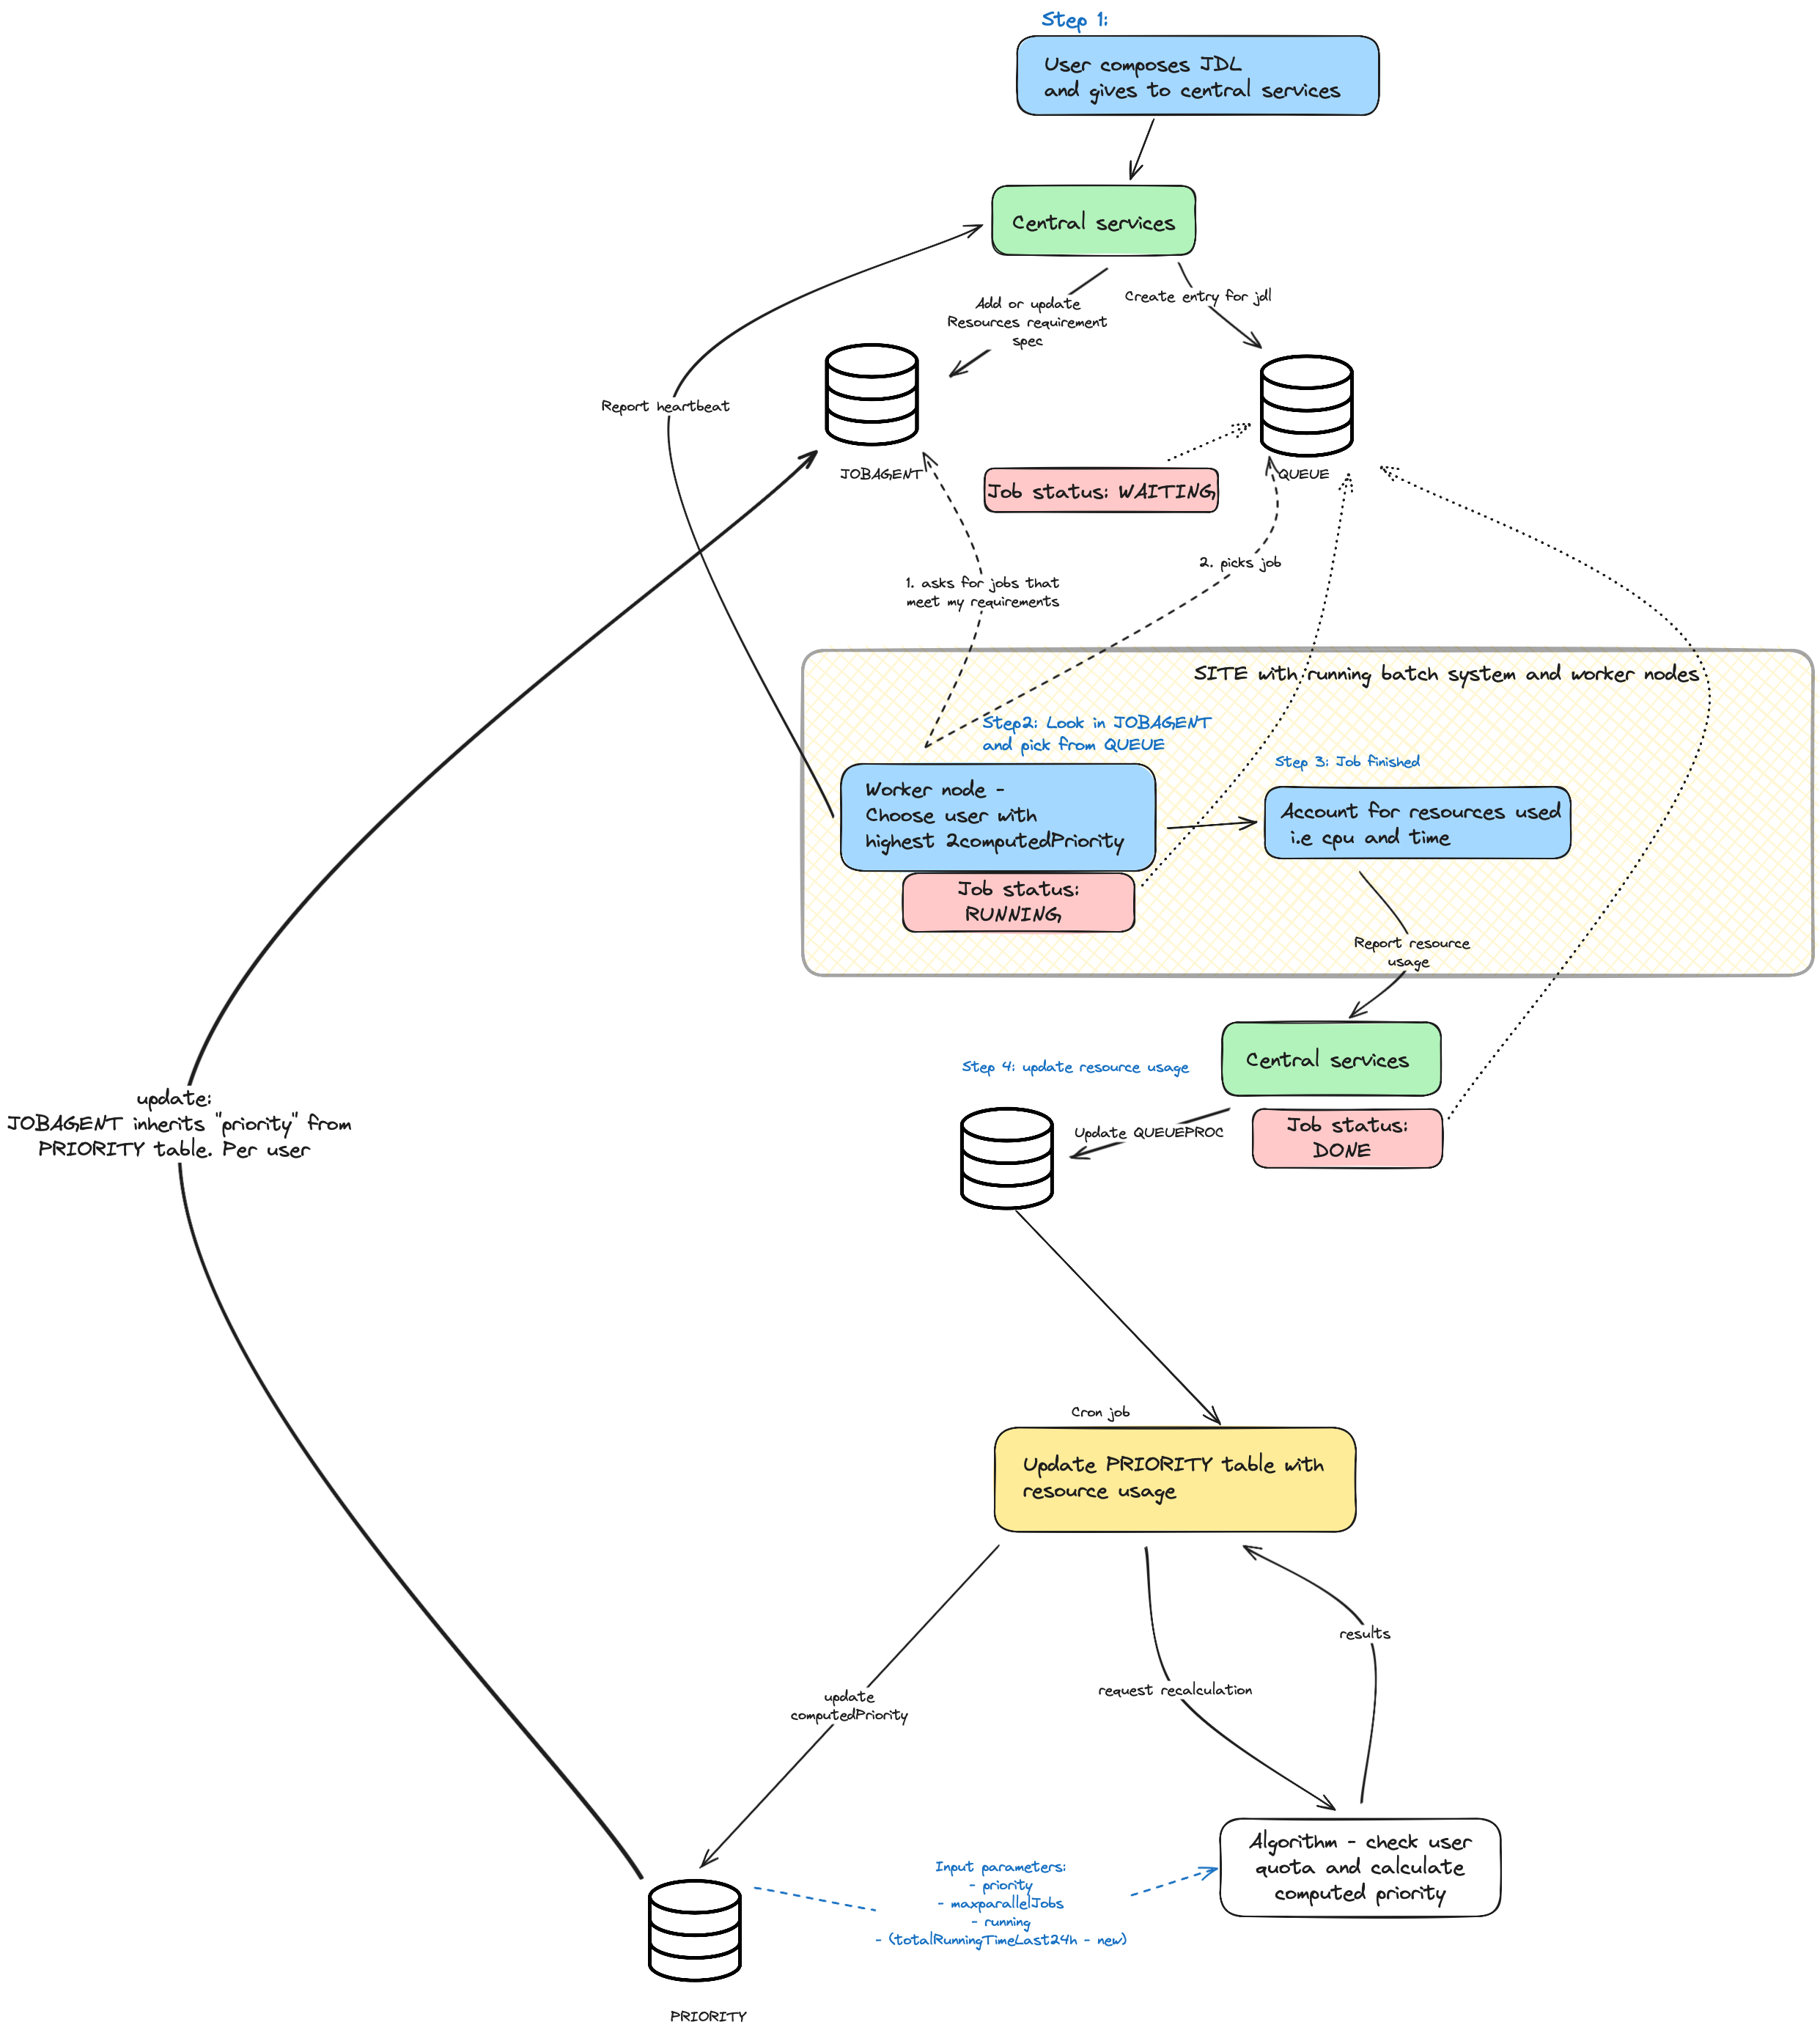 Step 1:
User composes JDL
and gives to central services
Central services
Add or update
Resources requirement
spec
Create entry for jdl
Report heartbeat
JOBAGENT
QUEUE
Job status: WAITING
1. asks for jobs that
meet my requirements
2. picks job
SITE with running batch system and worker nodes
Step2: Look in JOBAGENT
and pick from QUEUE
Step 3: Job finished
Worker node -
Choose user with
highest 2computedPriority
Account for resources used
i.e cpu and time
Job status:
RUNNING
Report resource
usage
Central services
Step 4: update resource usage
Update QUEUEPROC
Job status:
DONE
update:
JOBAGENT inherits "priority" from
PRIORITY table. Per user
Cron job
Update PRIORITY table with
resource usage
results
request recalculation
update
computedPriority
Algorithm - check user
quota and calculate
computed priority
Input parameters:
- priority
- maxparallelJobs
- running
- (totalRunningTimeLast24h - new)
PRIORITY